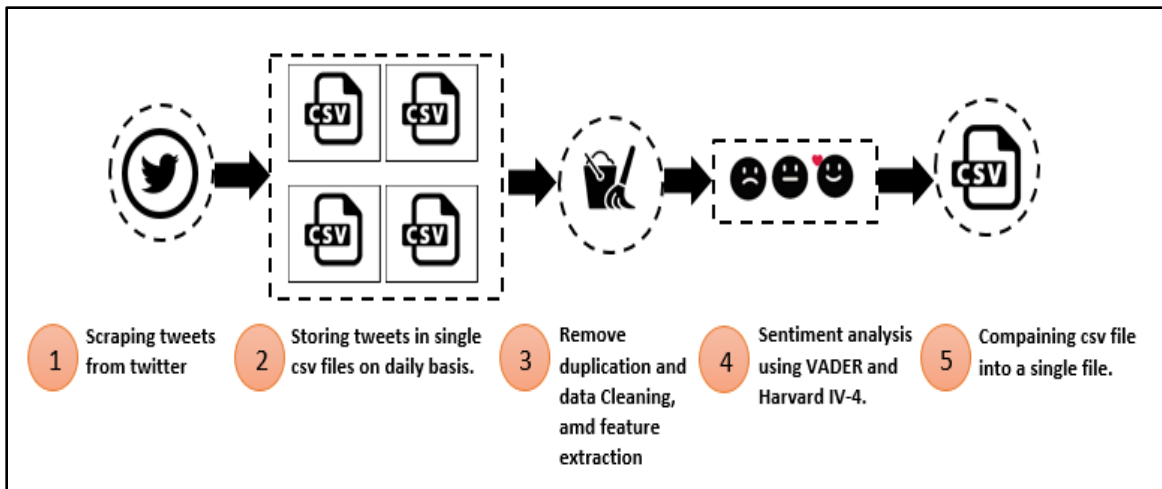 CSV
CSV
CSV
CSV
CSV
1
Scraping tweets
from twitter
2
Storing tweets in single
csv files on daily basis.
3
Remove
duplication and
data Cleaning,
amd feature
extraction
4
Sentiment analysis
using VADER and
Harvard IV-4.
5
Compaining csv file
into a single file.